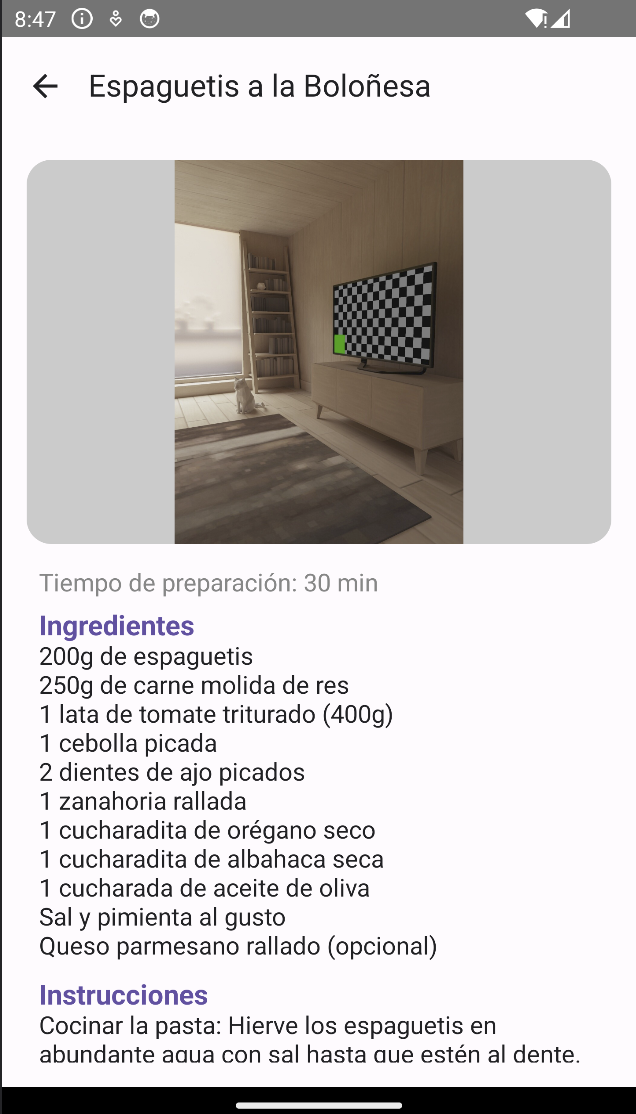 8:47
Espaguetis a la Boloñesa
Tiempo de preparación: 30 min
Ingredientes
200g de espaguetis
250g de carne molida de res
1 lata de tomate triturado (400g)
1 cebolla picada
2 dientes de ajo picados
1 zanahoria rallada
1 cucharadita de orégano seco
1 cucharadita de albahaca seca
1 cucharada de aceite de oliva
Sal y pimienta al gusto
Queso parmesano rallado (opcional)
Instrucciones
Cocinar la pasta: Hierve los espaguetis en
abundante agua con sal hasta que estén al dente.